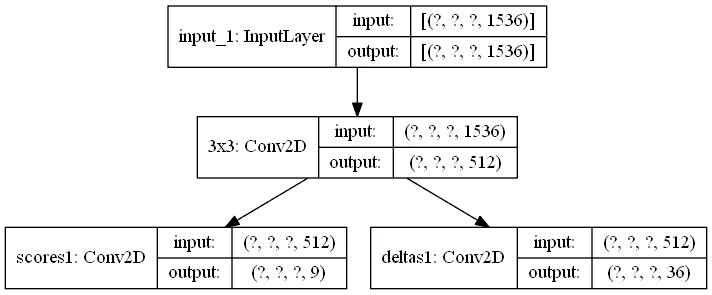 input_1: InputLayer
input: [(?, ?, ?, 1536)]
output: [(?, ?, ?, 1536)]
3x3: Conv2D
input: (?, ?, ?, 1536)
output: (?, ?, ?, 512)
scores1: Conv2D
input: (?, ?, ?, 512)
output: (?, ?, ?, 9)
deltas1: Conv2D
input: (?, ?, ?, 512)
output: (?, ?, ?, 36)